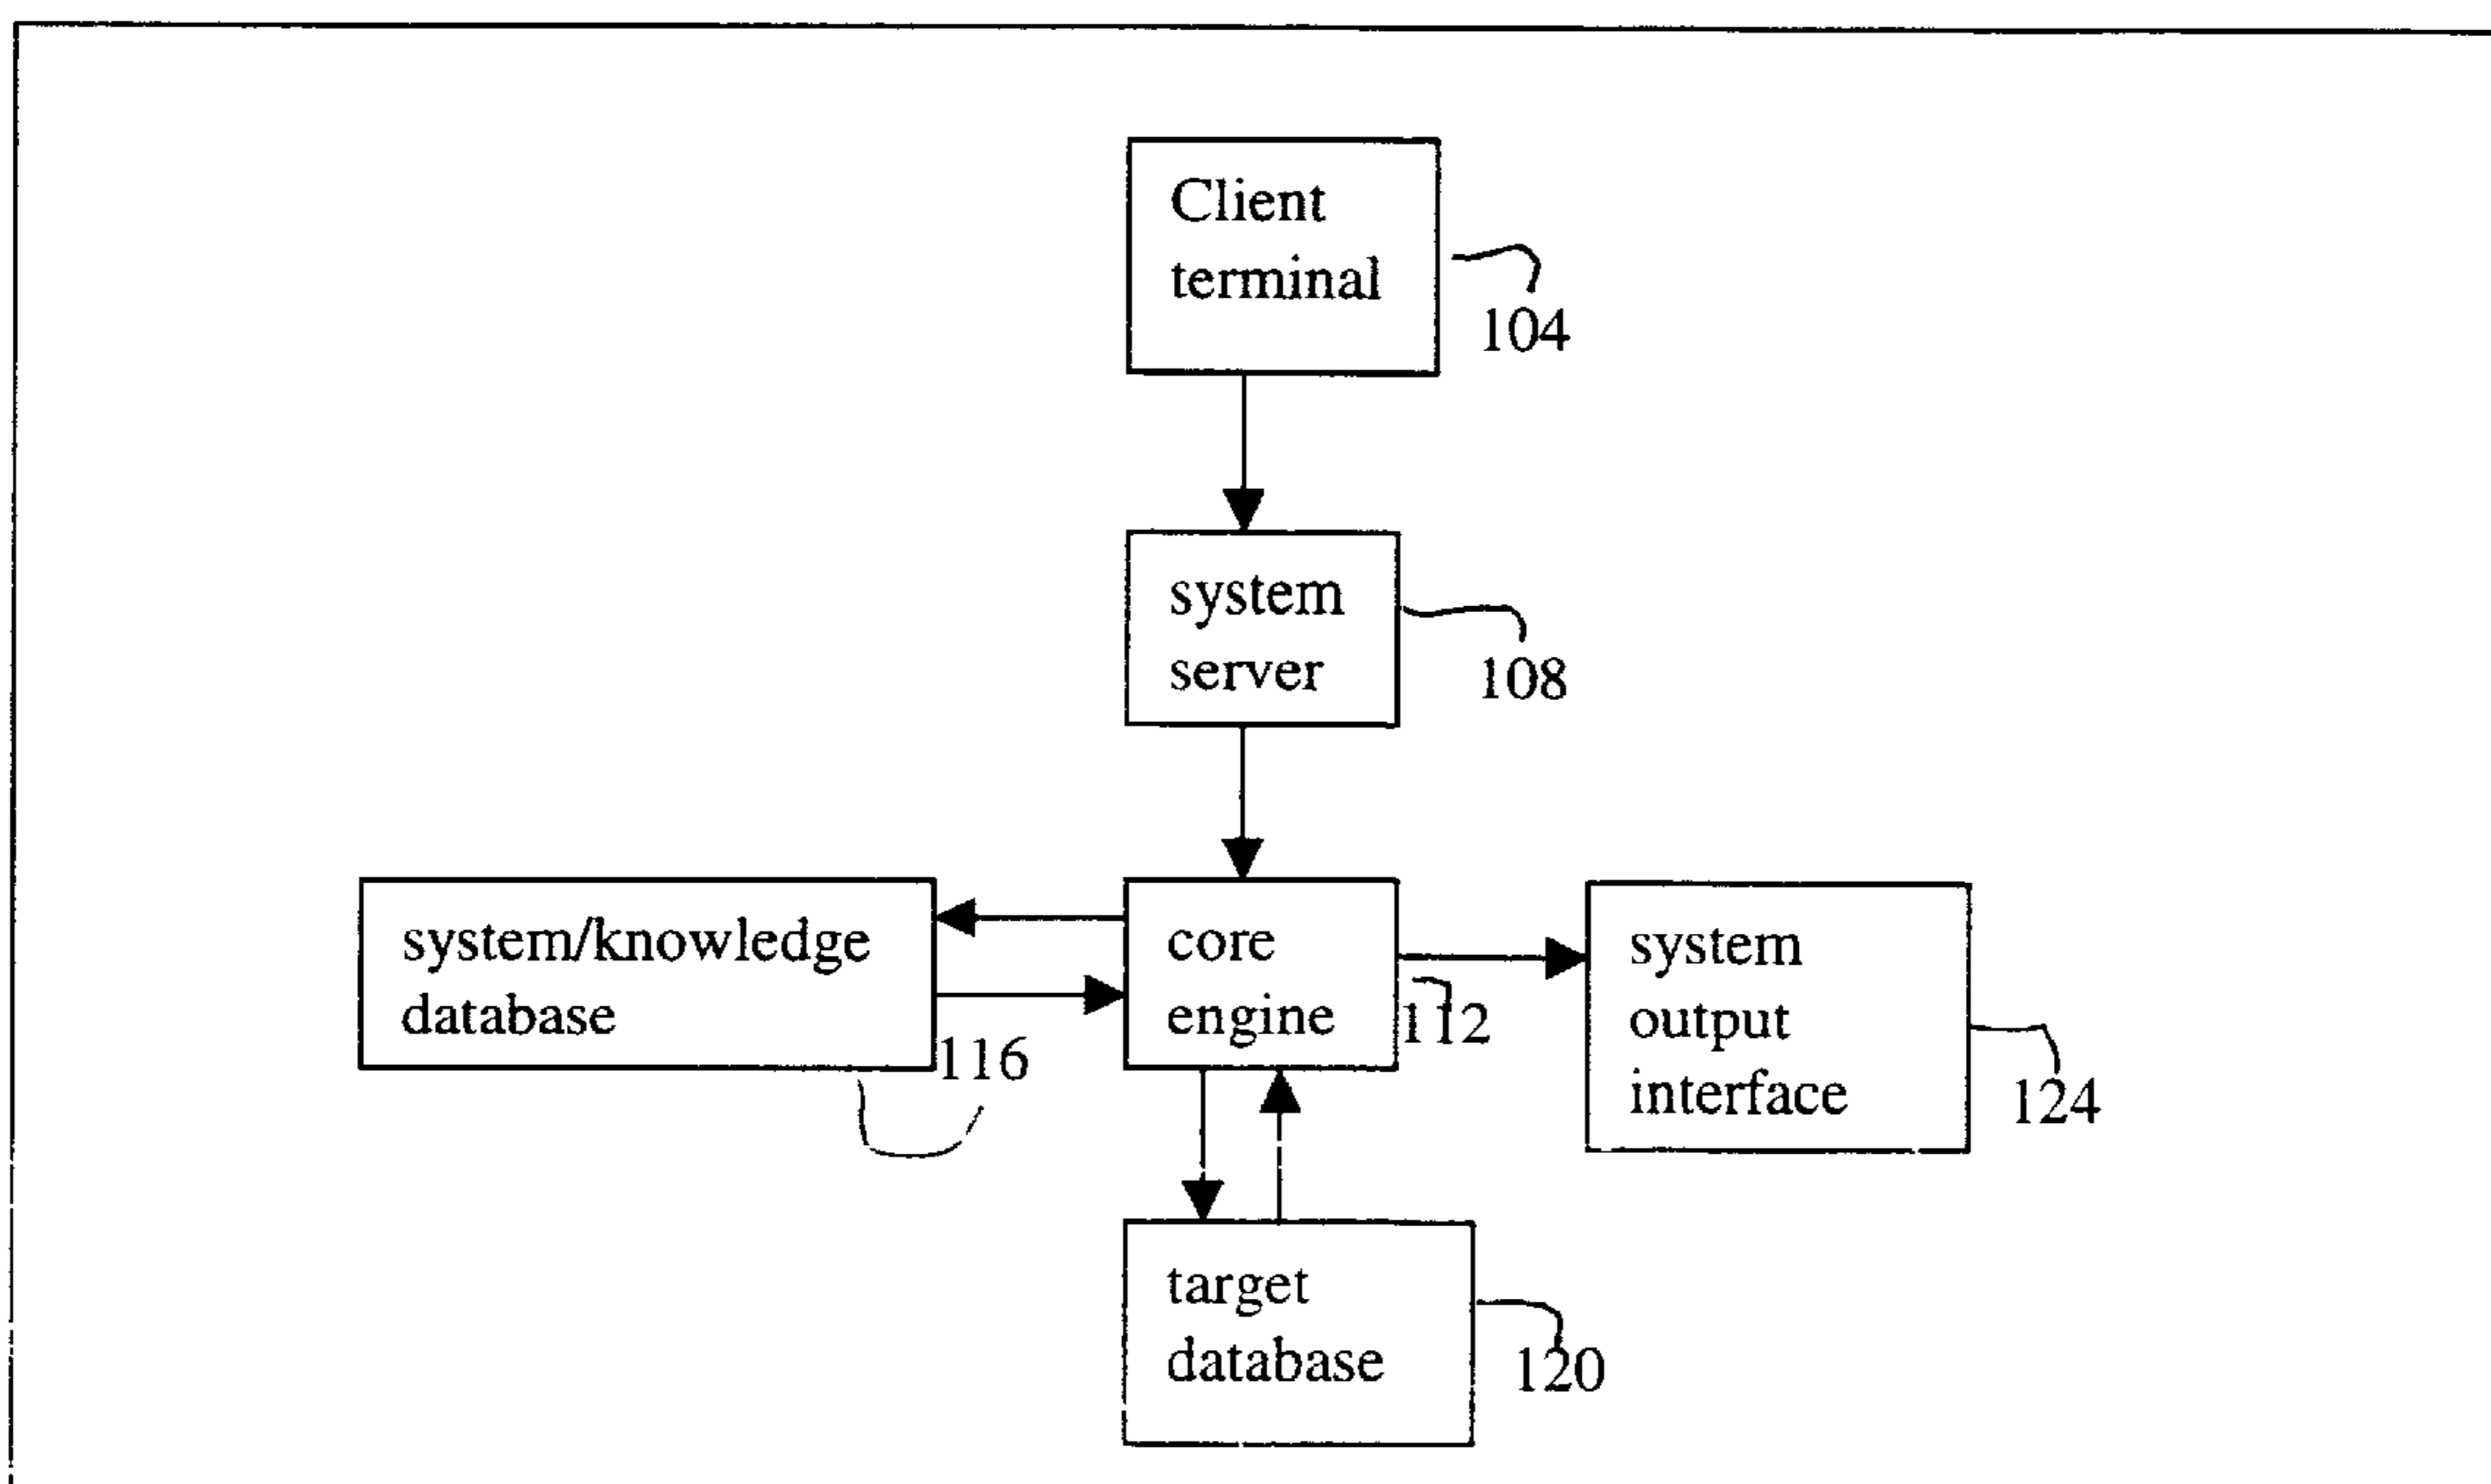 Client
terminal
104
system
server
108
system/knowledge
database
116
core
engine
112
system
output
interface
124
target
database
120